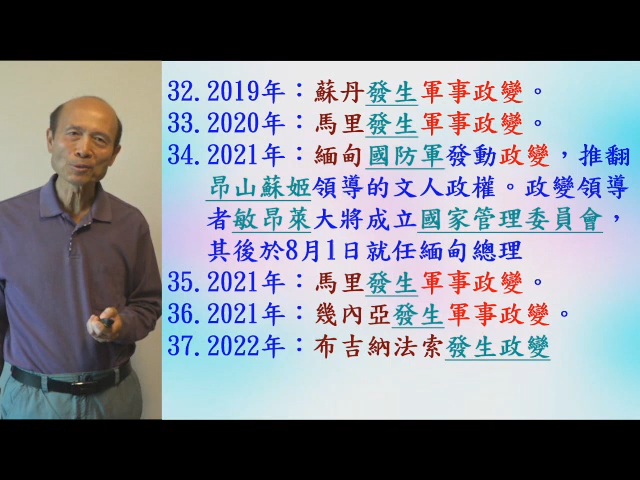 32.2019年：蘇丹發生軍事政變。
33.2020年：馬里發生軍事政變。
34.2021年：緬甸國防軍發動政變，推翻
昂山蘇姬領導的文人政權。政變領導
者敏昂萊大將成立國家管理委員會，
其後於8月1日就任緬甸總理
35.2021年：馬里發生軍事政變。
36.2021年：幾內亞發生軍事政變。
37.2022年：布吉納法索發生政變